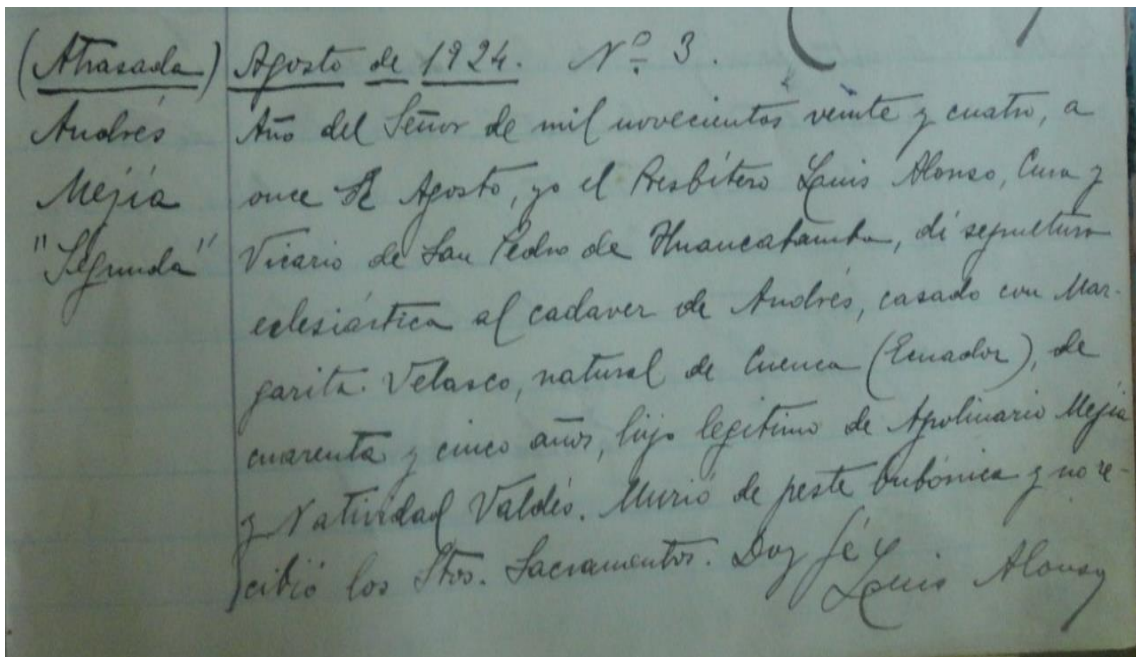 (Atrasada)
Andrés
Mejía
"Segunda"
Agosto de 1924. Nº 3.
Año del Señor de mil novecientos veinte y cuatro, a
once de Agosto, yo el Presbítero Luis Alonso, Cura y
Vicario de San Pedro de Huancabamba, di sepultura
eclesiástica al cadaver de Andrés, casado con Mar-
garita Velasco, natural de Cuenca (Ecuador), de
cuarenta y cinco años, hijo legítimo de Apolinario Mejía
y Natividad Valdés. Murió de peste bubónica y no re-
cibió los Stos. Sacramentos. Doy fé
Luis Alonso